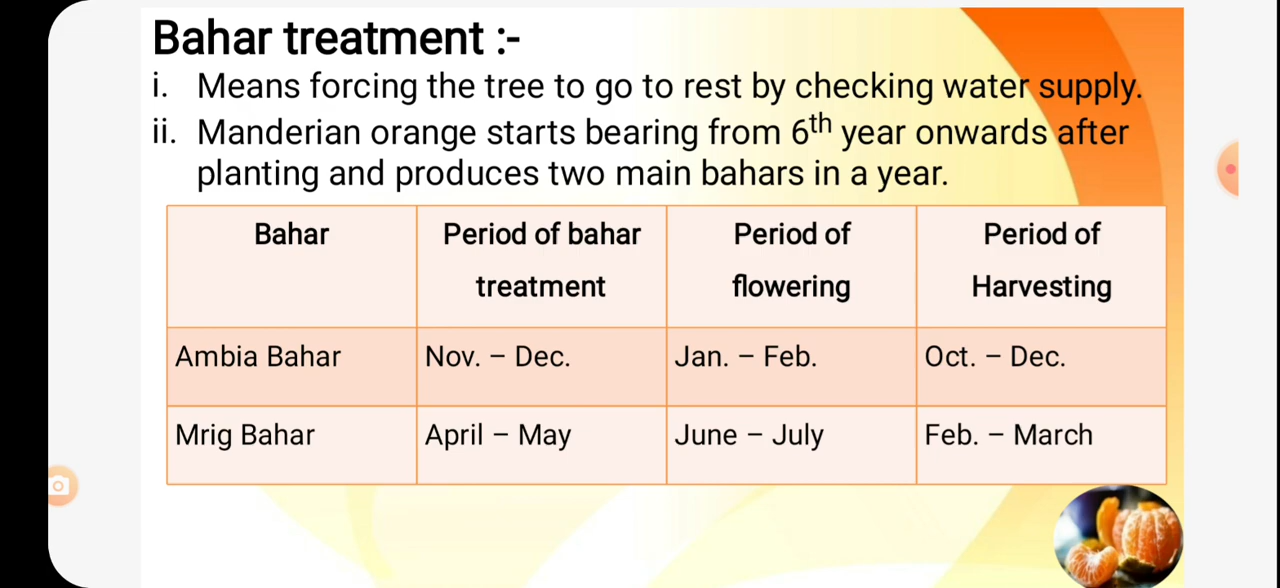 Bahar treatment :-
i. Means forcing the tree to go to rest by checking water supply.
ii. Manderian orange starts bearing from 6th year onwards after
planting and produces two main bahars in a year.
Bahar Period of bahar treatment Period of flowering Period of Harvesting
Ambia Bahar Nov. – Dec. Jan. – Feb. Oct. – Dec.
Mrig Bahar April – May June – July Feb. – March